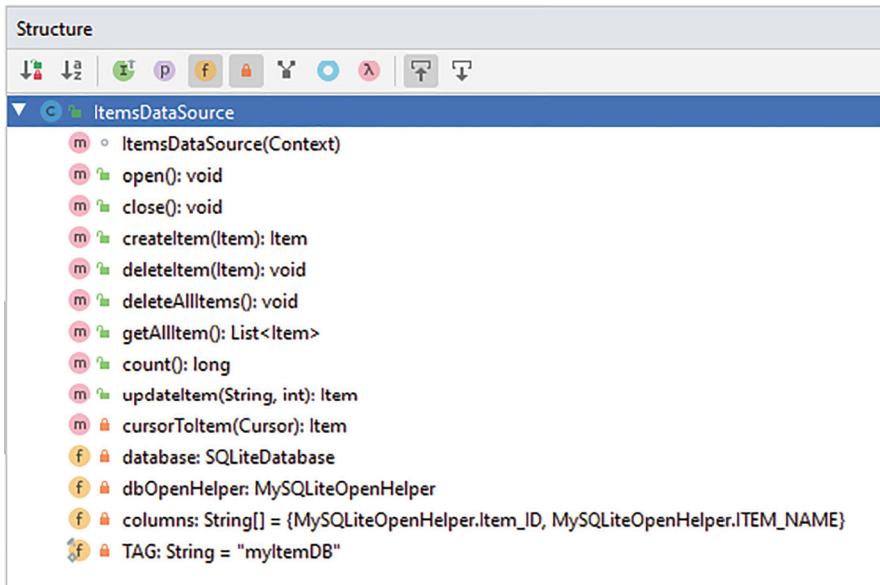 Structure
ItemsDataSource
ItemsDataSource(Context)
open(): void
close(): void
createItem(Item): Item
deleteItem(Item): void
deleteAllItems(): void
getAllItem(): List<Item>
count(): long
updateItem(String, int): Item
cursorToItem(Cursor): Item
database: SQLiteDatabase
dbOpenHelper: MySQLiteOpenHelper
columns: String[] = {MySQLiteOpenHelper.Item_ID, MySQLiteOpenHelper.ITEM_NAME}
TAG: String = "myItemDB"